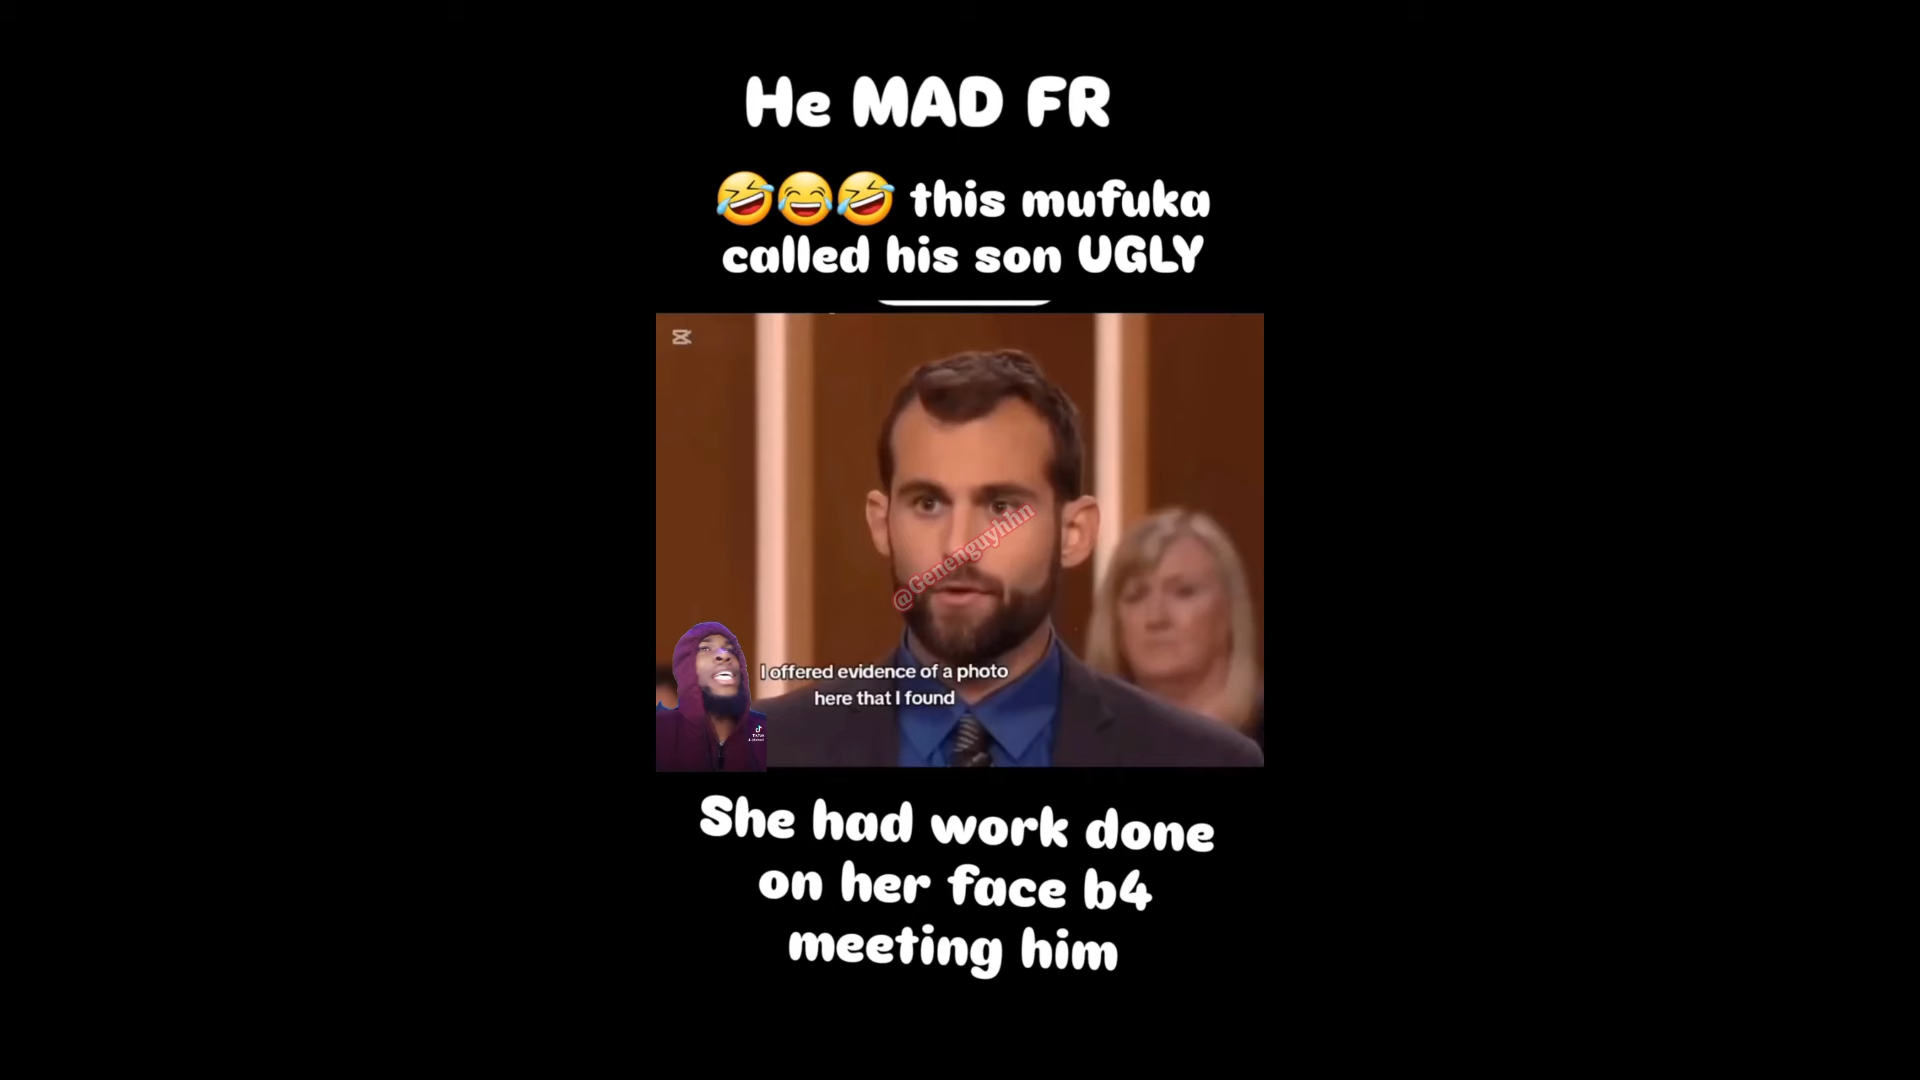 He MAD FR
🤣😂🤣 this mufuka
called his son UGLY
@Genenguyhhn
I offered evidence of a photo
here that I found
She had work done
on her face b4
meeting him